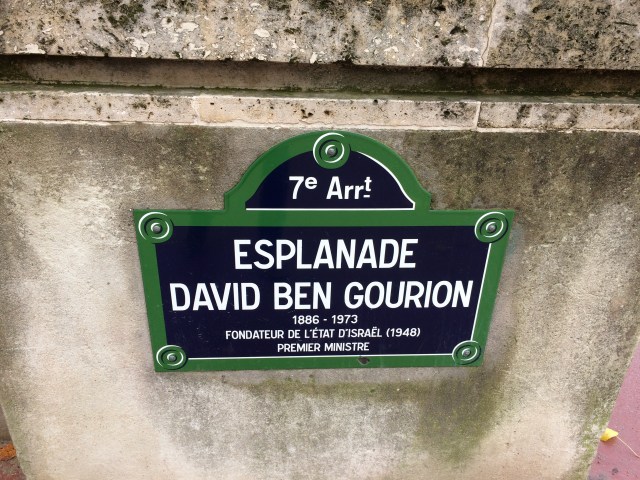 7e Arrt
ESPLANADE
DAVID BEN GOURION
1886 - 1973
FONDATEUR DE L'ÉTAT D'ISRAËL (1948)
PREMIER MINISTRE